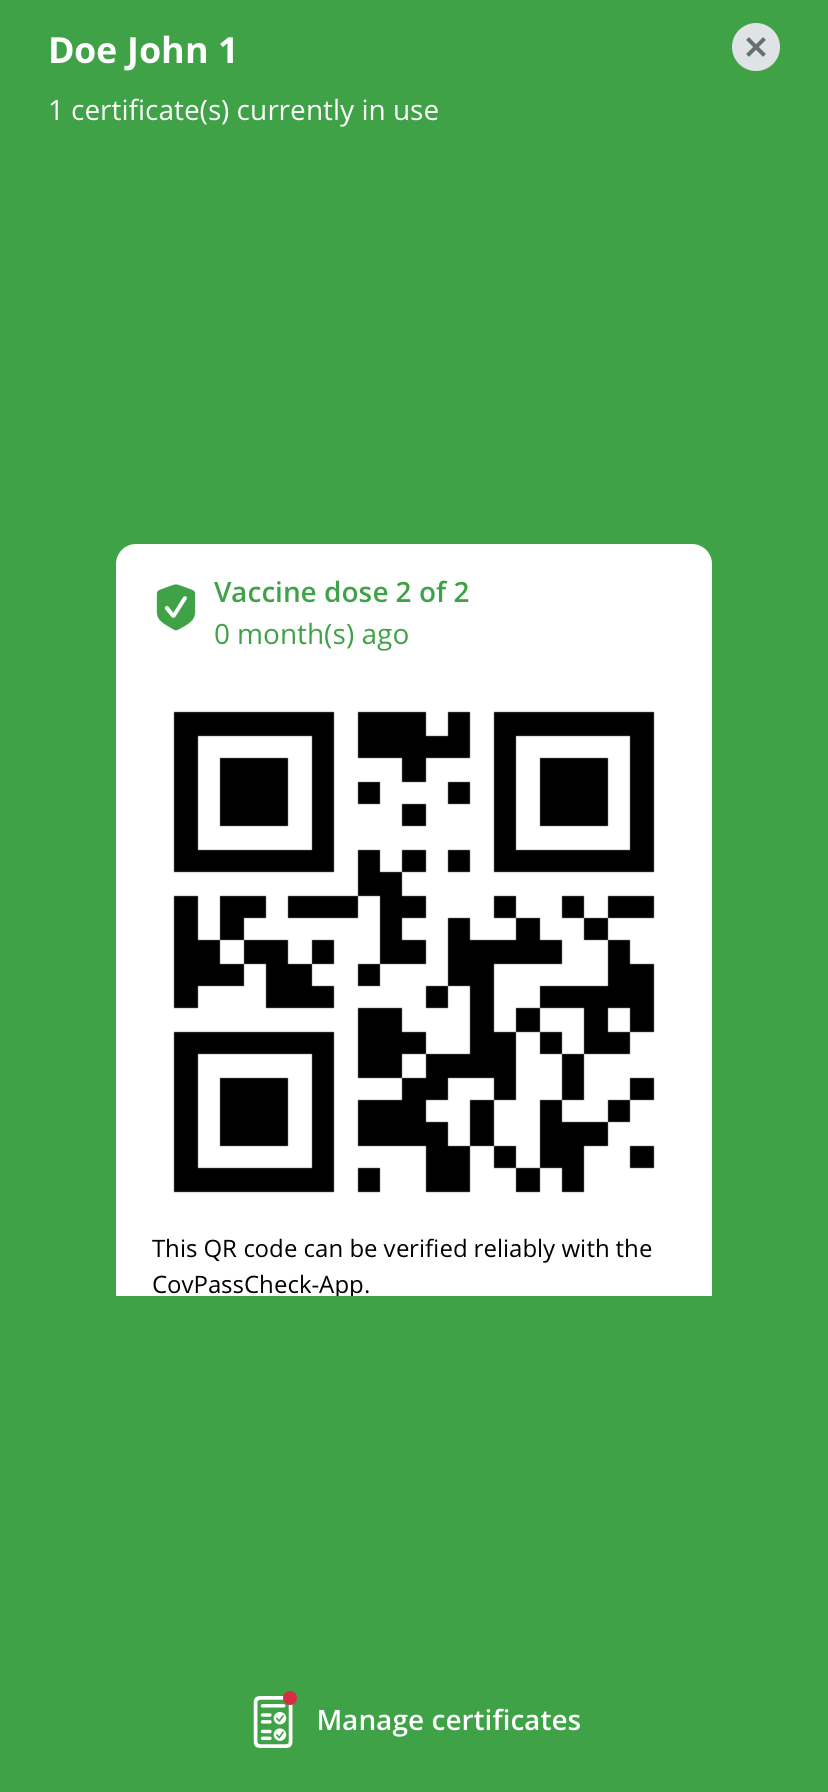 Doe John 1
1 certificate(s) currently in use
Vaccine dose 2 of 2
0 month(s) ago
This QR code can be verified reliably with the
CovPassCheck-App.
Manage certificates